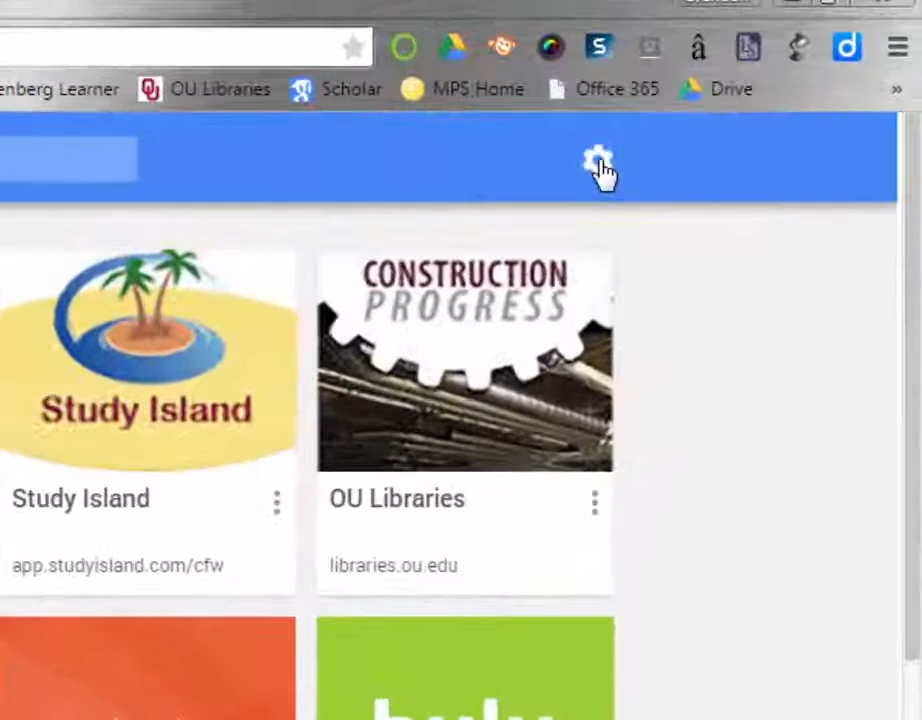 â
enberg Learner OU Libraries Scholar MPS Home Office 365 Drive »
CONSTRUCTION
PROGRESS
Study Island
Study Island
OU Libraries
app.studyisland.com/cfw
libraries.ou.edu
hulu